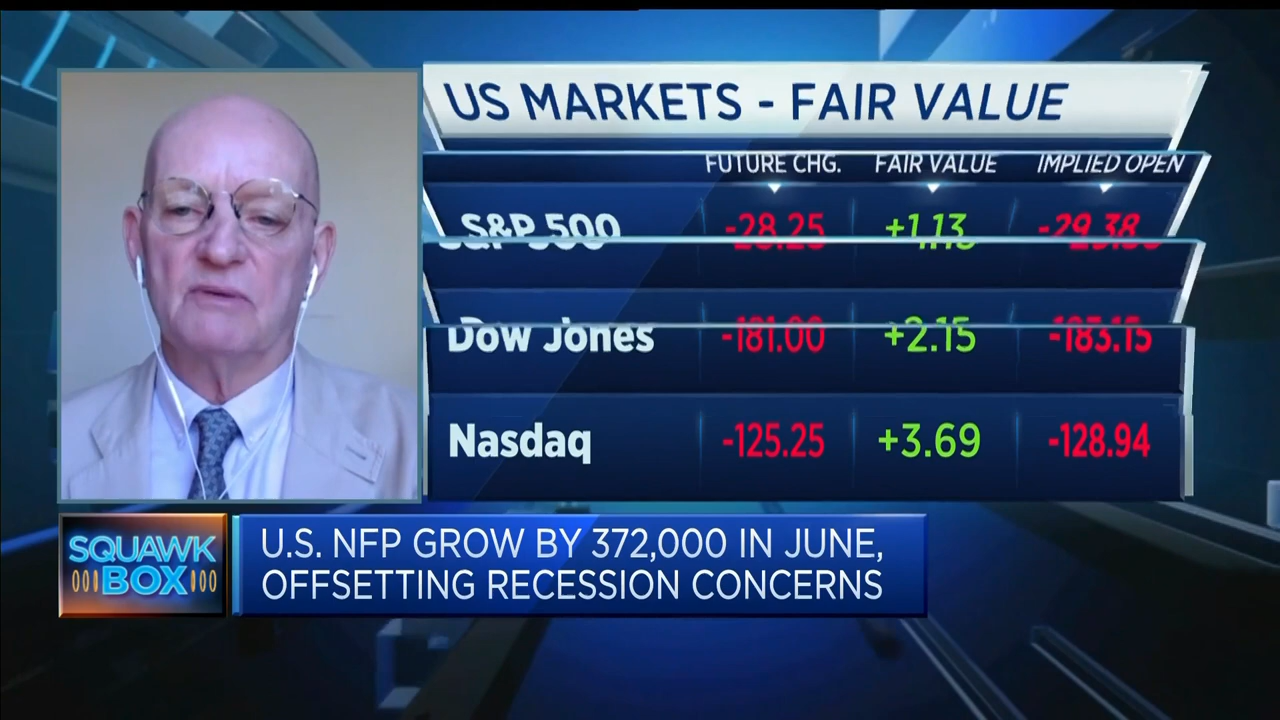 US MARKETS - FAIR VALUE
FUTURE CHG. FAIR VALUE IMPLIED OPEN
S&P 500 -28.25 +1.13 -29.38
Dow Jones -181.00 +2.15 -183.15
Nasdaq -125.25 +3.69 -128.94
SQUAWK
BOX
U.S. NFP GROW BY 372,000 IN JUNE,
OFFSETTING RECESSION CONCERNS